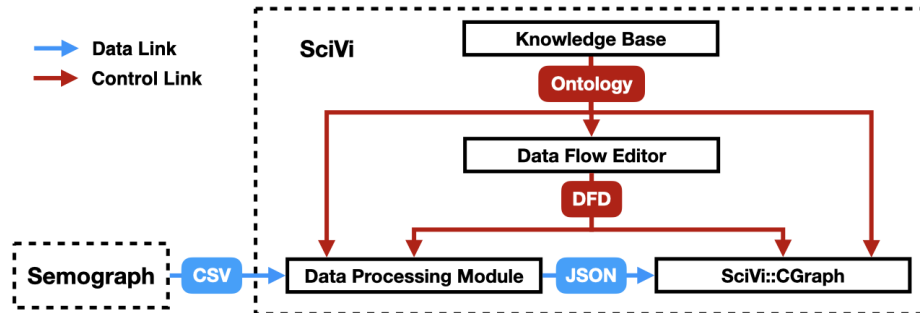 Data Link
Control Link
SciVi
Knowledge Base
Ontology
Data Flow Editor
DFD
Semograph
CSV
Data Processing Module
JSON
SciVi::CGraph